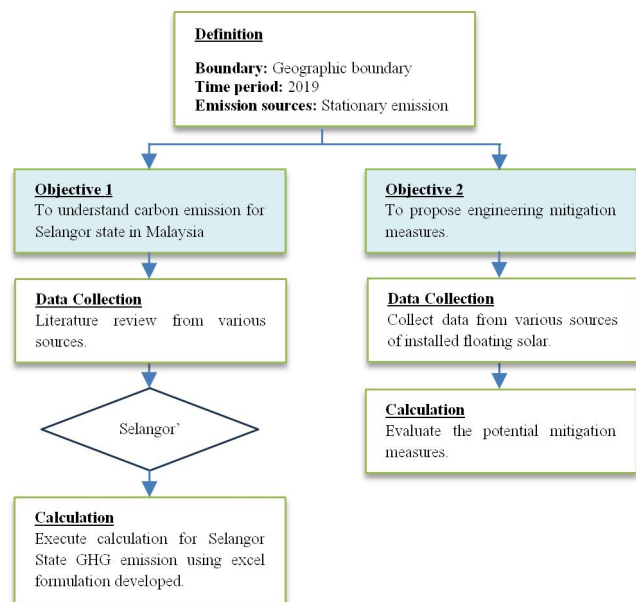 Definition
Boundary: Geographic boundary
Time period: 2019
Emission sources: Stationary emission
Objective 1
To understand carbon emission for
Selangor state in Malaysia
Objective 2
To propose engineering mitigation
measures.
Data Collection
Literature review from various
sources.
Data Collection
Collect data from various sources
of installed floating solar.
Selangor’
Calculation
Evaluate the potential mitigation
measures.
Calculation
Execute calculation for Selangor
State GHG emission using excel
formulation developed.